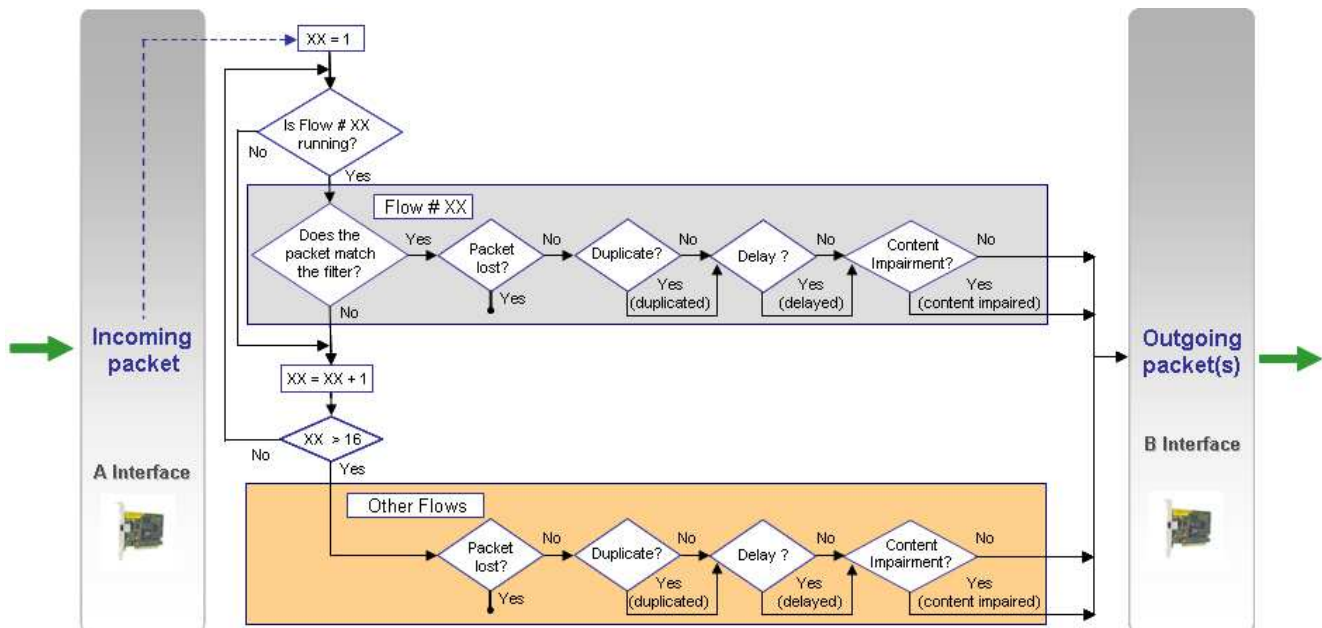 XX = 1
Is Flow # XX
running?
No
Yes
Flow # XX
Does the
packet match
the filter?
Yes
No
Packet
lost?
No
Yes
Duplicate?
No
Yes
(duplicated)
Delay ?
No
Yes
(delayed)
Content
Impairment?
No
Yes
(content impaired)
Incoming
packet
A Interface
XX = XX + 1
XX > 16
No
Yes
Other Flows
Packet
lost?
No
Yes
Duplicate?
No
Yes
(duplicated)
Delay ?
No
Yes
(delayed)
Content
Impairment?
No
Yes
(content impaired)
Outgoing
packet(s)
B Interface